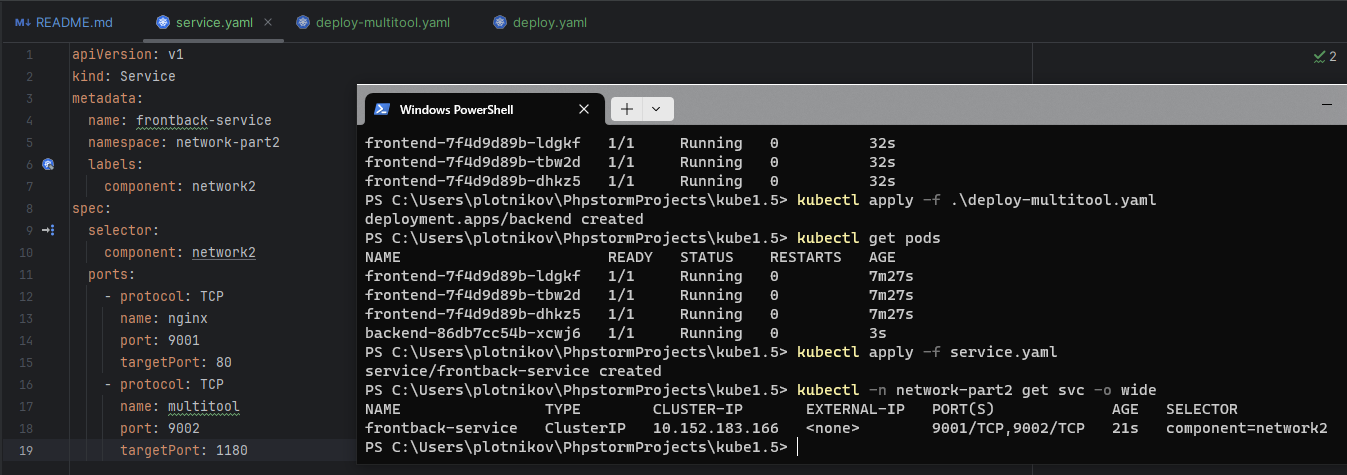 README.md service.yaml deploy-multitool.yaml deploy.yaml
1 apiVersion: v1
2 kind: Service
3 metadata:
4 name: frontback-service
5 namespace: network-part2
6 labels:
7 component: network2
8 spec:
9 selector:
10 component: network2
11 ports:
12 - protocol: TCP
13 name: nginx
14 port: 9001
15 targetPort: 80
16 - protocol: TCP
17 name: multitool
18 port: 9002
19 targetPort: 1180
2
Windows PowerShell
frontend-7f4d9d89b-ldgkf 1/1 Running 0 32s
frontend-7f4d9d89b-tbw2d 1/1 Running 0 32s
frontend-7f4d9d89b-dhkz5 1/1 Running 0 32s
PS C:\Users\plotnikov\PhpstormProjects\kube1.5> kubectl apply -f .\deploy-multitool.yaml
deployment.apps/backend created
PS C:\Users\plotnikov\PhpstormProjects\kube1.5> kubectl get pods
NAME READY STATUS RESTARTS AGE
frontend-7f4d9d89b-ldgkf 1/1 Running 0 7m27s
frontend-7f4d9d89b-tbw2d 1/1 Running 0 7m27s
frontend-7f4d9d89b-dhkz5 1/1 Running 0 7m27s
backend-86db7cc54b-xcwj6 1/1 Running 0 3s
PS C:\Users\plotnikov\PhpstormProjects\kube1.5> kubectl apply -f service.yaml
service/frontback-service created
PS C:\Users\plotnikov\PhpstormProjects\kube1.5> kubectl -n network-part2 get svc -o wide
NAME TYPE CLUSTER-IP EXTERNAL-IP PORT(S) AGE SELECTOR
frontback-service ClusterIP 10.152.183.166 <none> 9001/TCP,9002/TCP 21s component=network2
PS C:\Users\plotnikov\PhpstormProjects\kube1.5>